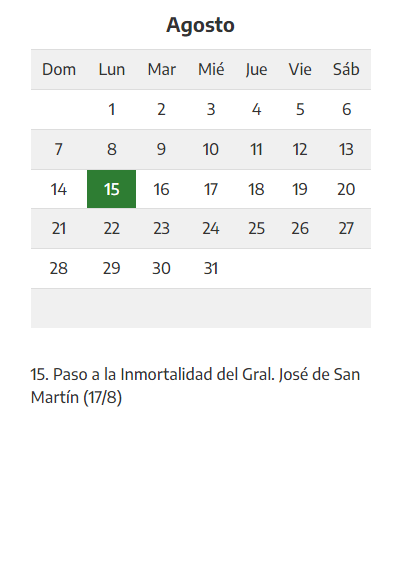 Agosto
Dom Lun Mar Mié Jue Vie Sáb
1 2 3 4 5 6
7 8 9 10 11 12 13
14 15 16 17 18 19 20
21 22 23 24 25 26 27
28 29 30 31
15. Paso a la Inmortalidad del Gral. José de San
Martín (17/8)